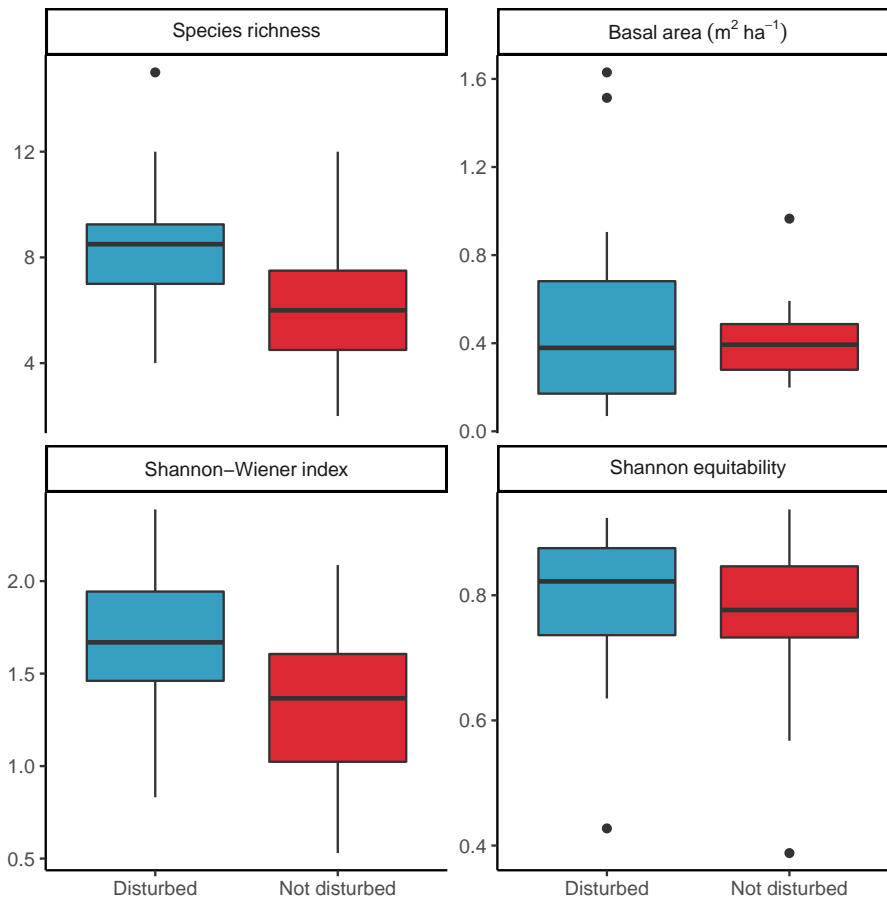 Species richness
Basal area (m² ha⁻¹)
12
8
4
1.6
1.2
0.8
0.4
0.0
Shannon−Wiener index
Shannon equitability
2.0
1.5
1.0
0.5
0.8
0.6
0.4
Disturbed Not disturbed
Disturbed Not disturbed